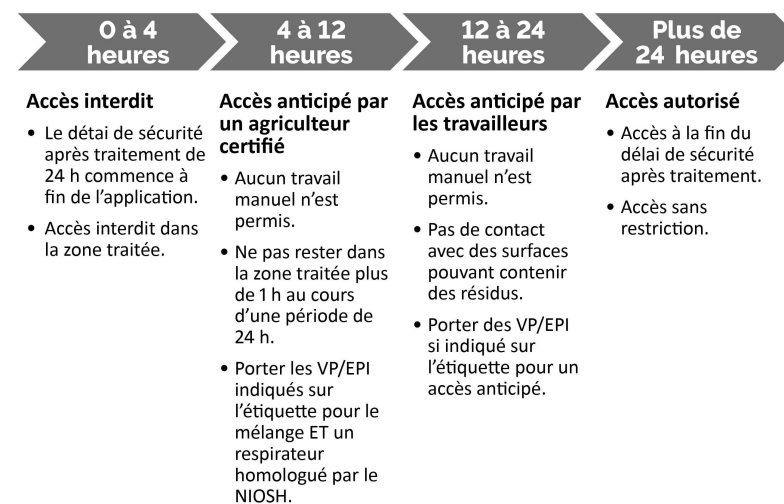 0 à 4
heures
4 à 12
heures
12 à 24
heures
Plus de
24 heures
Accès interdit
• Le détai de sécurité
après traitement de
24 h commence à
fin de l'application.
• Accès interdit dans
la zone traitée.
Accès anticipé par
un agriculteur
certifié
• Aucun travail
manuel n'est
permis.
• Ne pas rester dans
la zone traitée plus
de 1 h au cours
d'une période de
24 h.
• Porter les VP/EPI
indiqués sur
l'étiquette pour le
mélange ET un
respirateur
homologué par le
NIOSH.
Accès anticipé par
les travailleurs
• Aucun travail
manuel n'est
permis.
• Pas de contact
avec des surfaces
pouvant contenir
des résidus.
• Porter des VP/EPI
si indiqué sur
l'étiquette pour un
accès anticipé.
Accès autorisé
• Accès à la fin du
délai de sécurité
après traitement.
• Accès sans
restriction.